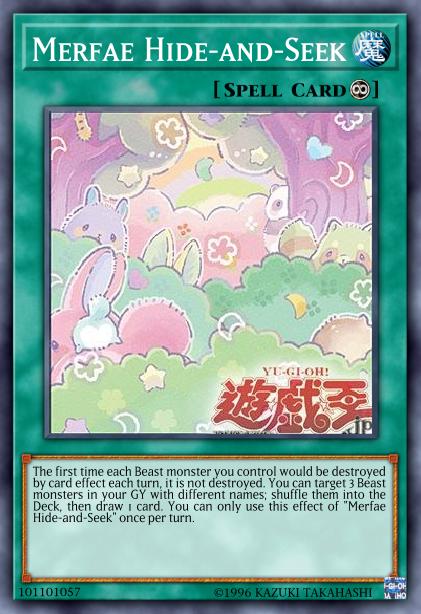 MERFAE HIDE-AND-SEEK
SPELL
魔
[SPELL CARD]
YU-GI-OH!
遊戯王
.jp
The first time each Beast monster you control would be destroyed
by card effect each turn, it is not destroyed. You can target 3 Beast
monsters in your GY with different names; shuffle them into the
Deck, then draw 1 card. You can only use this effect of "Merfae
Hide-and-Seek" once per turn.
101101057
©1996 KAZUKI TAKAHASHI